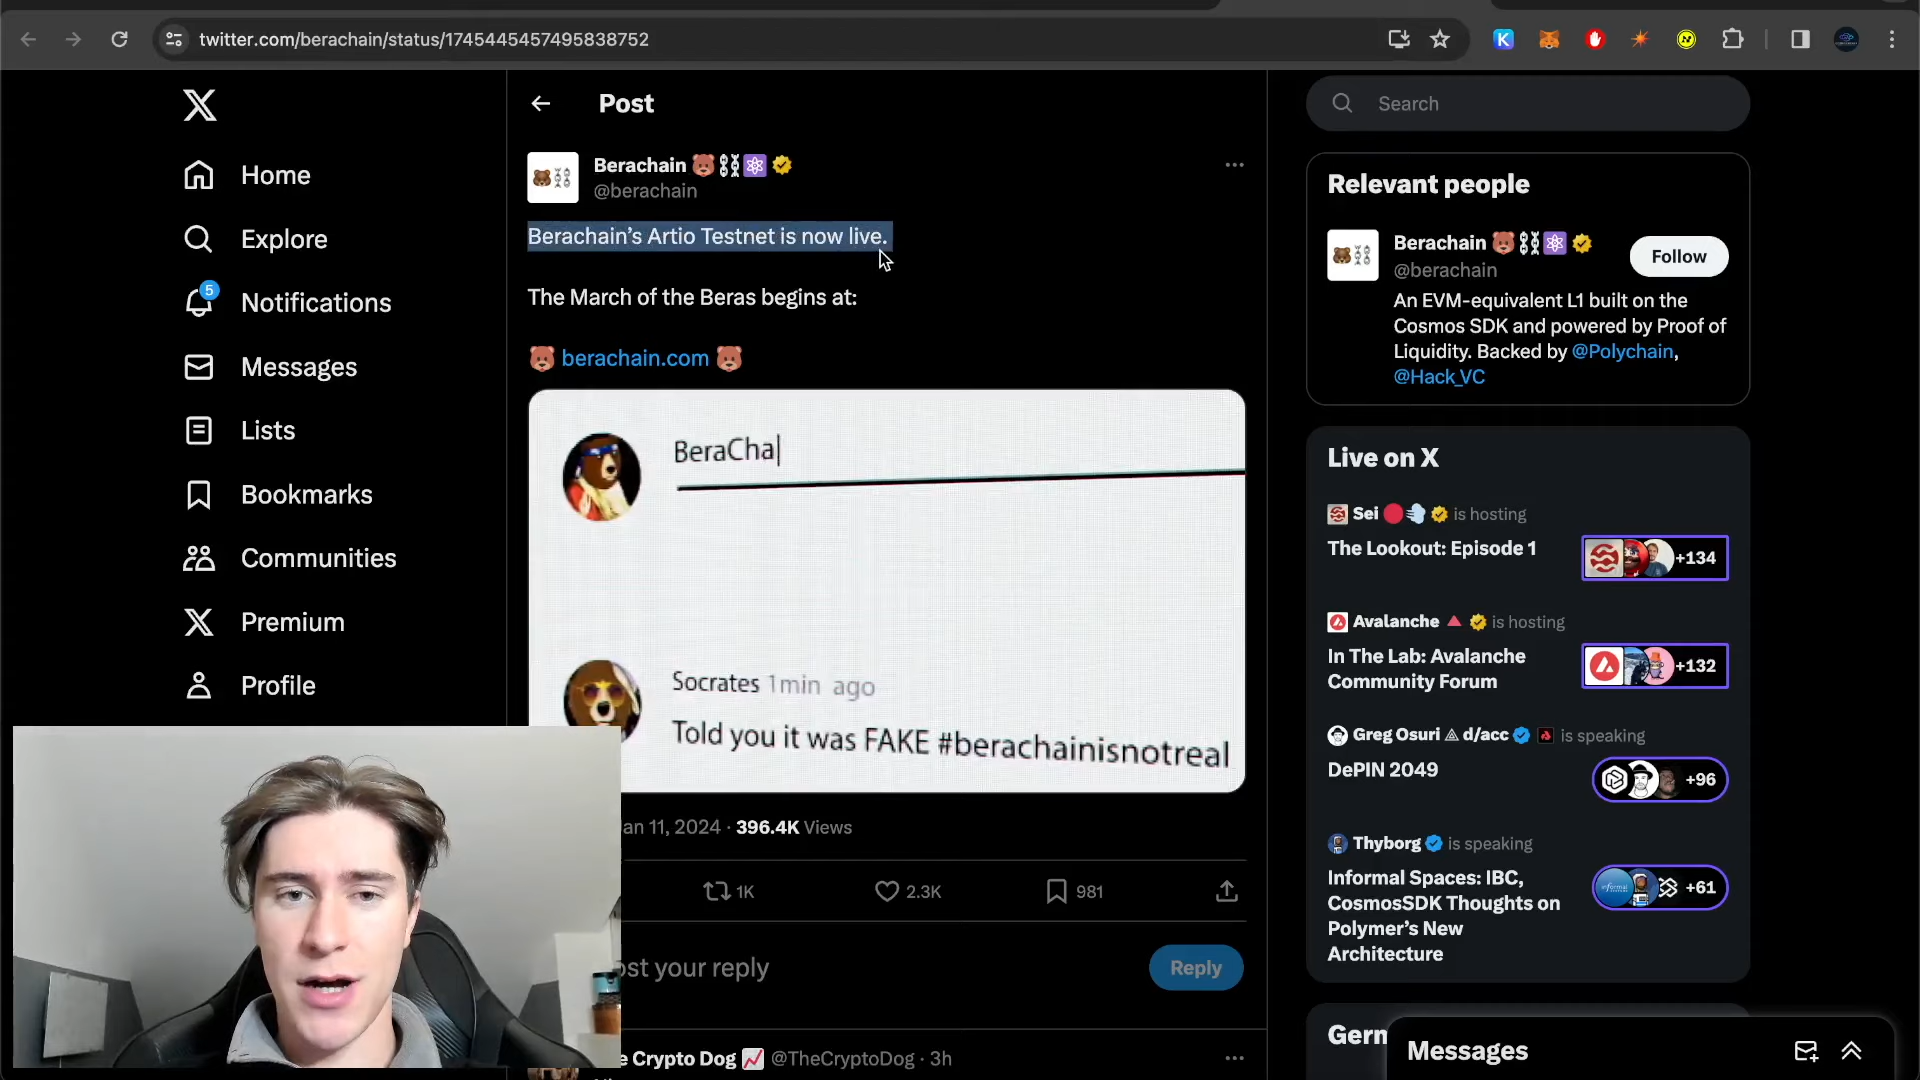 twitter.com/berachain/status/1745445457495838752
Post
Search
Home
Explore
5
Notifications
Messages
Lists
Bookmarks
Communities
Premium
Profile
Berachain
@berachain
Berachain's Artio Testnet is now live.
The March of the Beras begins at:
berachain.com
BeraCha
Socrates 1min ago
Told you it was FAKE #berachainisnotreal
an 11, 2024 · 396.4K Views
1K
2.3K
981
ost your reply
Reply
e Crypto Dog @TheCryptoDog · 3h
Relevant people
Berachain
@berachain
Follow
An EVM-equivalent L1 built on the
Cosmos SDK and powered by Proof of
Liquidity. Backed by @Polychain,
@Hack_VC
Live on X
Sei is hosting
The Lookout: Episode 1
+134
Avalanche is hosting
In The Lab: Avalanche
Community Forum
+132
Greg Osuri d/acc is speaking
DePIN 2049
+96
Thyborg is speaking
Informal Spaces: IBC,
CosmosSDK Thoughts on
Polymer's New
Architecture
informal
+61
Germ
Messages